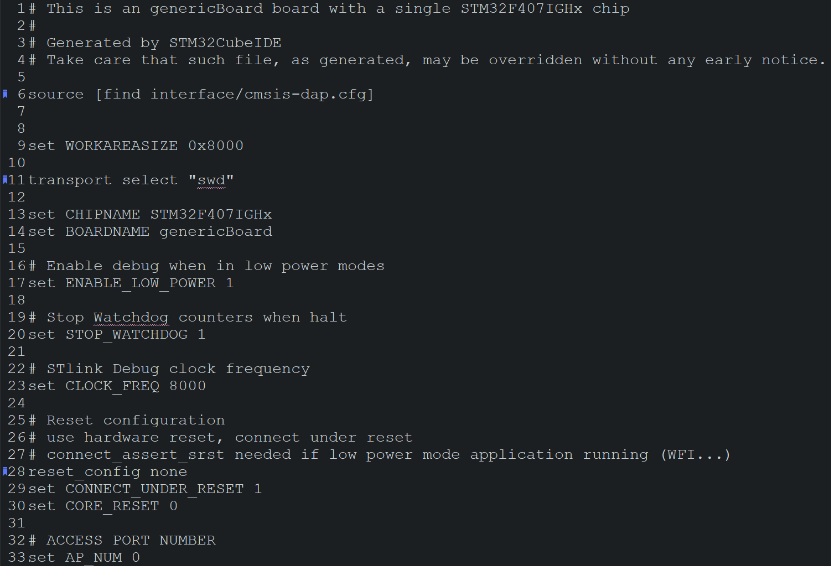 1# This is an genericBoard board with a single STM32F407IGHx chip
2#
3# Generated by STM32CubeIDE
4# Take care that such file, as generated, may be overridden without any early notice.
5
6source [find interface/cmsis-dap.cfg]
7
8
9set WORKAREASIZE 0x8000
10
11transport select "swd"
12
13set CHIPNAME STM32F407IGHx
14set BOARDNAME genericBoard
15
16# Enable debug when in low power modes
17set ENABLE_LOW_POWER 1
18
19# Stop Watchdog counters when halt
20set STOP_WATCHDOG 1
21
22# STlink Debug clock frequency
23set CLOCK_FREQ 8000
24
25# Reset configuration
26# use hardware reset, connect under reset
27# connect_assert_srst needed if low power mode application running (WFI...)
28reset_config none
29set CONNECT_UNDER_RESET 1
30set CORE_RESET 0
31
32# ACCESS PORT NUMBER
33set AP_NUM 0